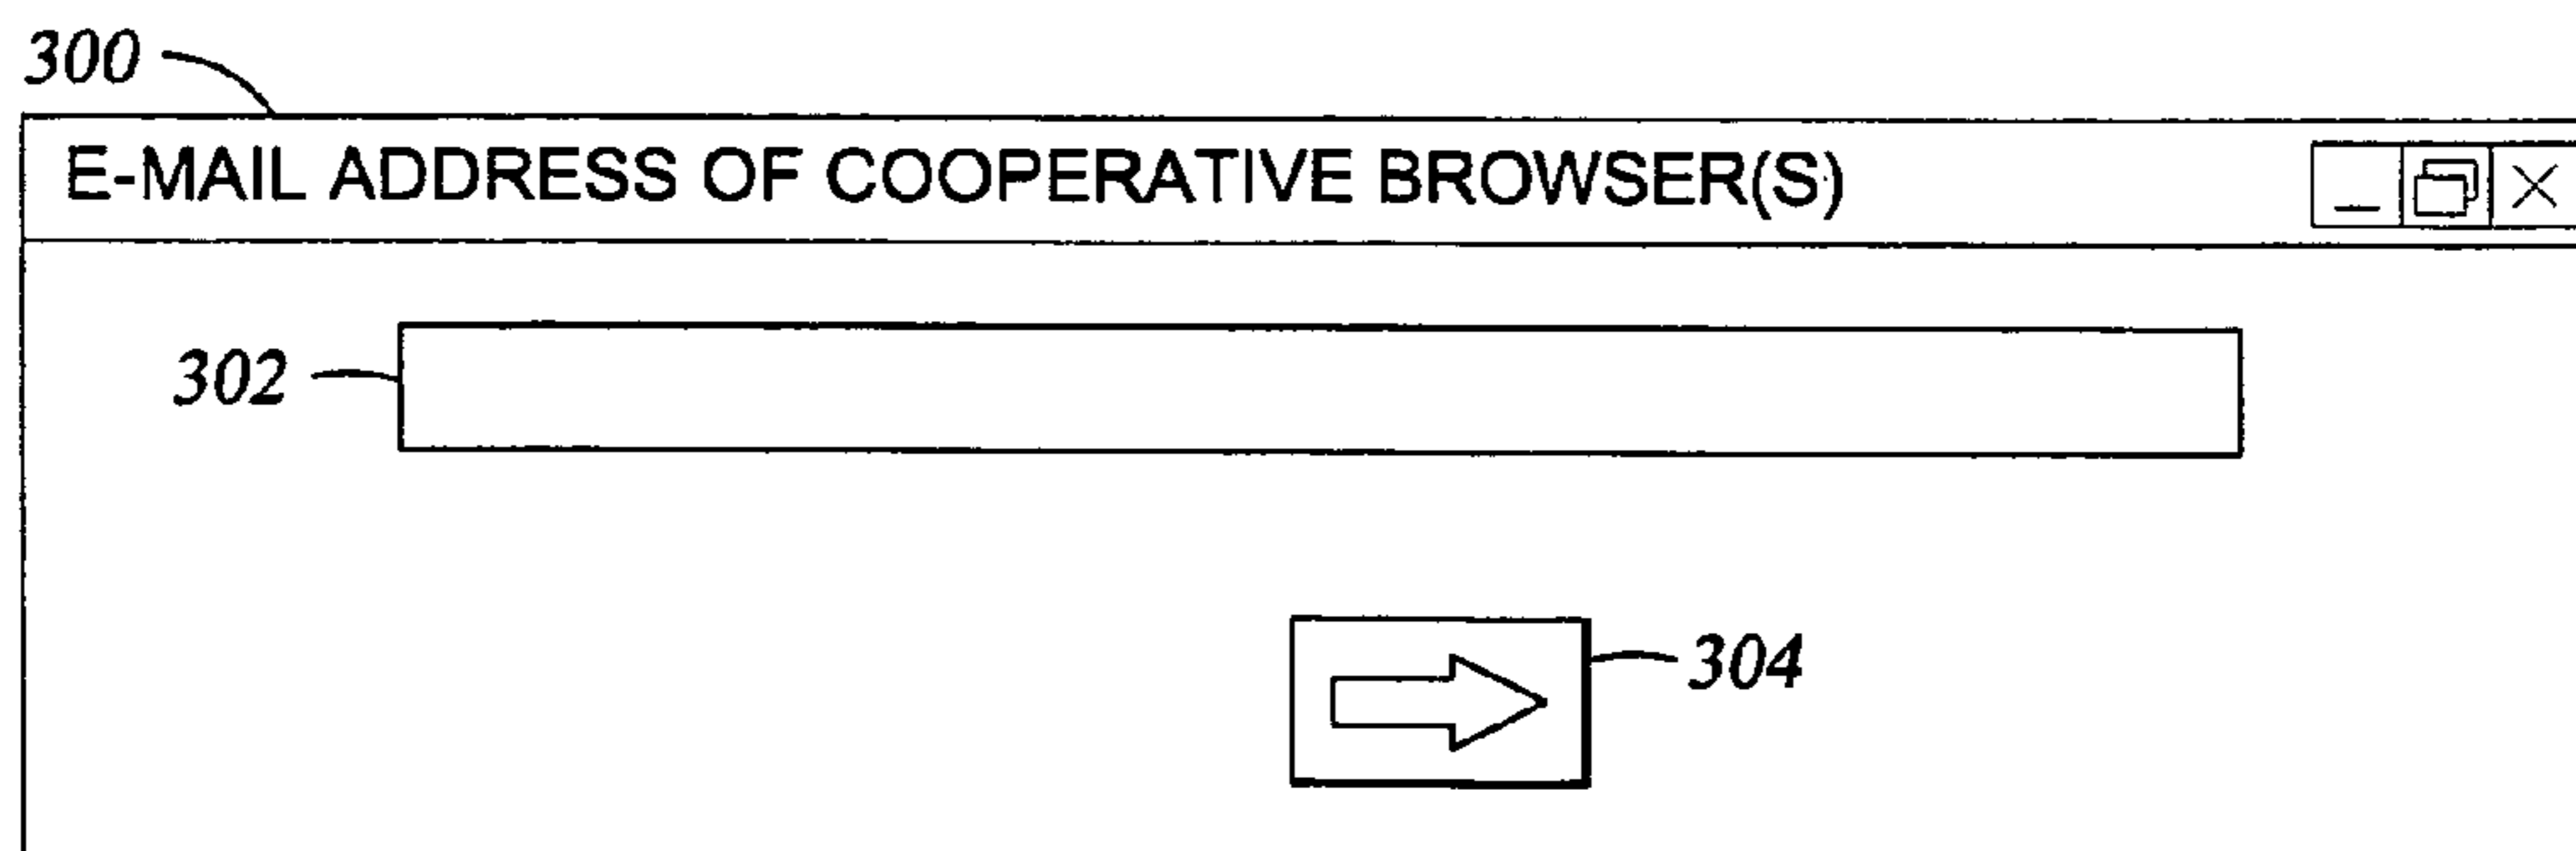 300
E-MAIL ADDRESS OF COOPERATIVE BROWSER(S)
302
304